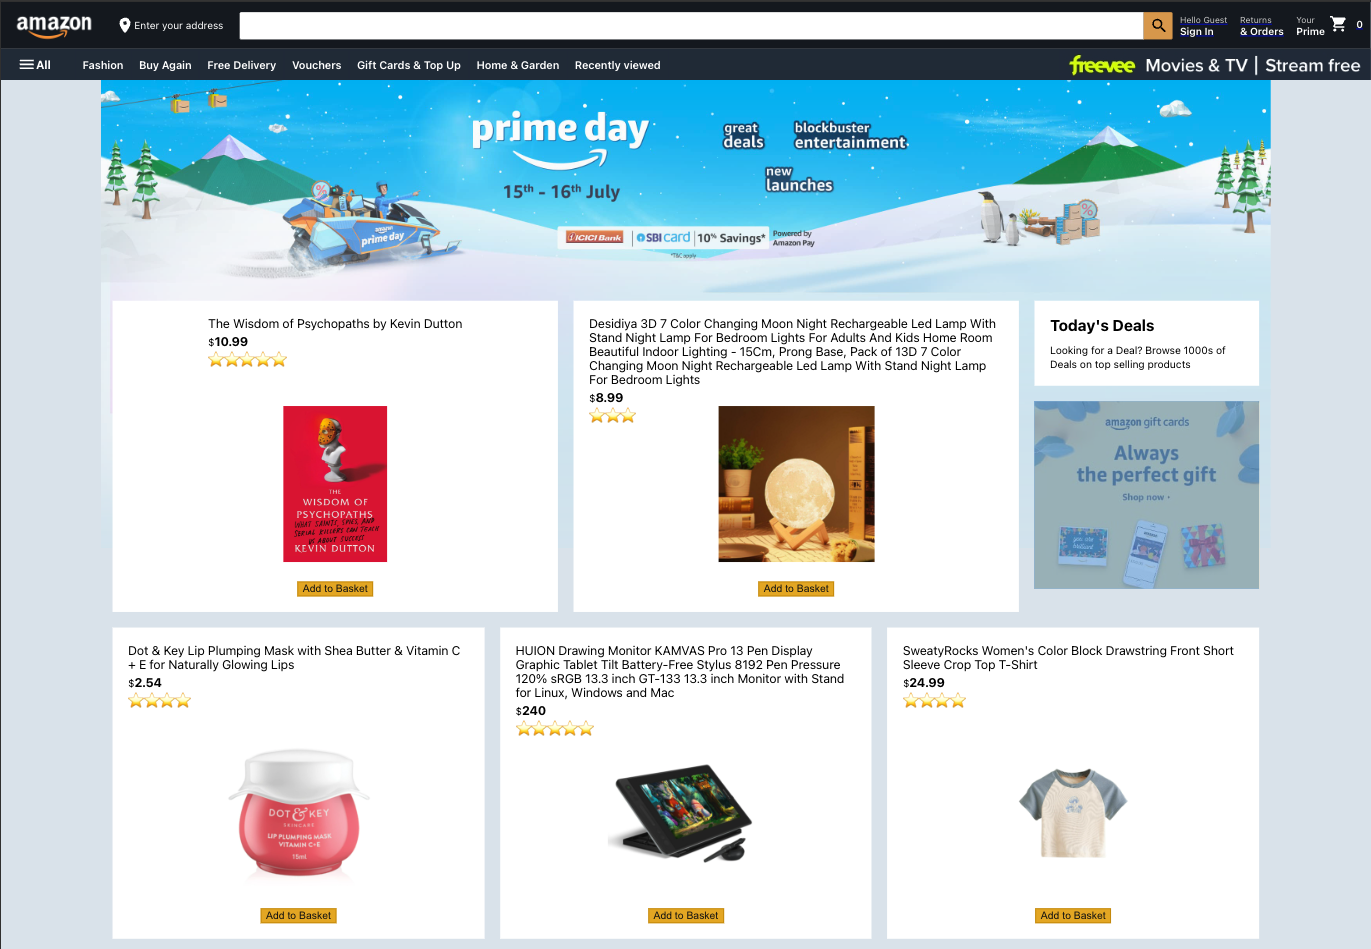 amazon
Enter your address
Hello Guest
Sign In
Returns
& Orders
Your
Prime
0
All
Fashion
Buy Again
Free Delivery
Vouchers
Gift Cards & Top Up
Home & Garden
Recently viewed
freevee Movies & TV | Stream free
prime day
15th - 16th July
great
deals
blockbuster
entertainment
new
launches
amazon
prime day
ICICI Bank | SBI card | 10% Savings*
Powered by
Amazon Pay
*T&C apply
The Wisdom of Psychopaths by Kevin Dutton
$10.99
THE
WISDOM OF
PSYCHOPATHS
WHAT SAINTS, SPIES, AND
SERIAL KILLERS CAN TEACH
US ABOUT SUCCESS
KEVIN DUTTON
Add to Basket
Desidiya 3D 7 Color Changing Moon Night Rechargeable Led Lamp With
Stand Night Lamp For Bedroom Lights For Adults And Kids Home Room
Beautiful Indoor Lighting - 15Cm, Prong Base, Pack of 13D 7 Color
Changing Moon Night Rechargeable Led Lamp With Stand Night Lamp
For Bedroom Lights
$8.99
Add to Basket
Today's Deals
Looking for a Deal? Browse 1000s of
Deals on top selling products
amazon gift cards
Always
the perfect gift
Shop now
Dot & Key Lip Plumping Mask with Shea Butter & Vitamin C
+ E for Naturally Glowing Lips
$2.54
DOT & KEY
SKINCARE
LIP PLUMPING MASK
VITAMIN C+E
15ml
Add to Basket
HUION Drawing Monitor KAMVAS Pro 13 Pen Display
Graphic Tablet Tilt Battery-Free Stylus 8192 Pen Pressure
120% sRGB 13.3 inch GT-133 13.3 inch Monitor with Stand
for Linux, Windows and Mac
$240
Add to Basket
SweatyRocks Women's Color Block Drawstring Front Short
Sleeve Crop Top T-Shirt
$24.99
Add to Basket